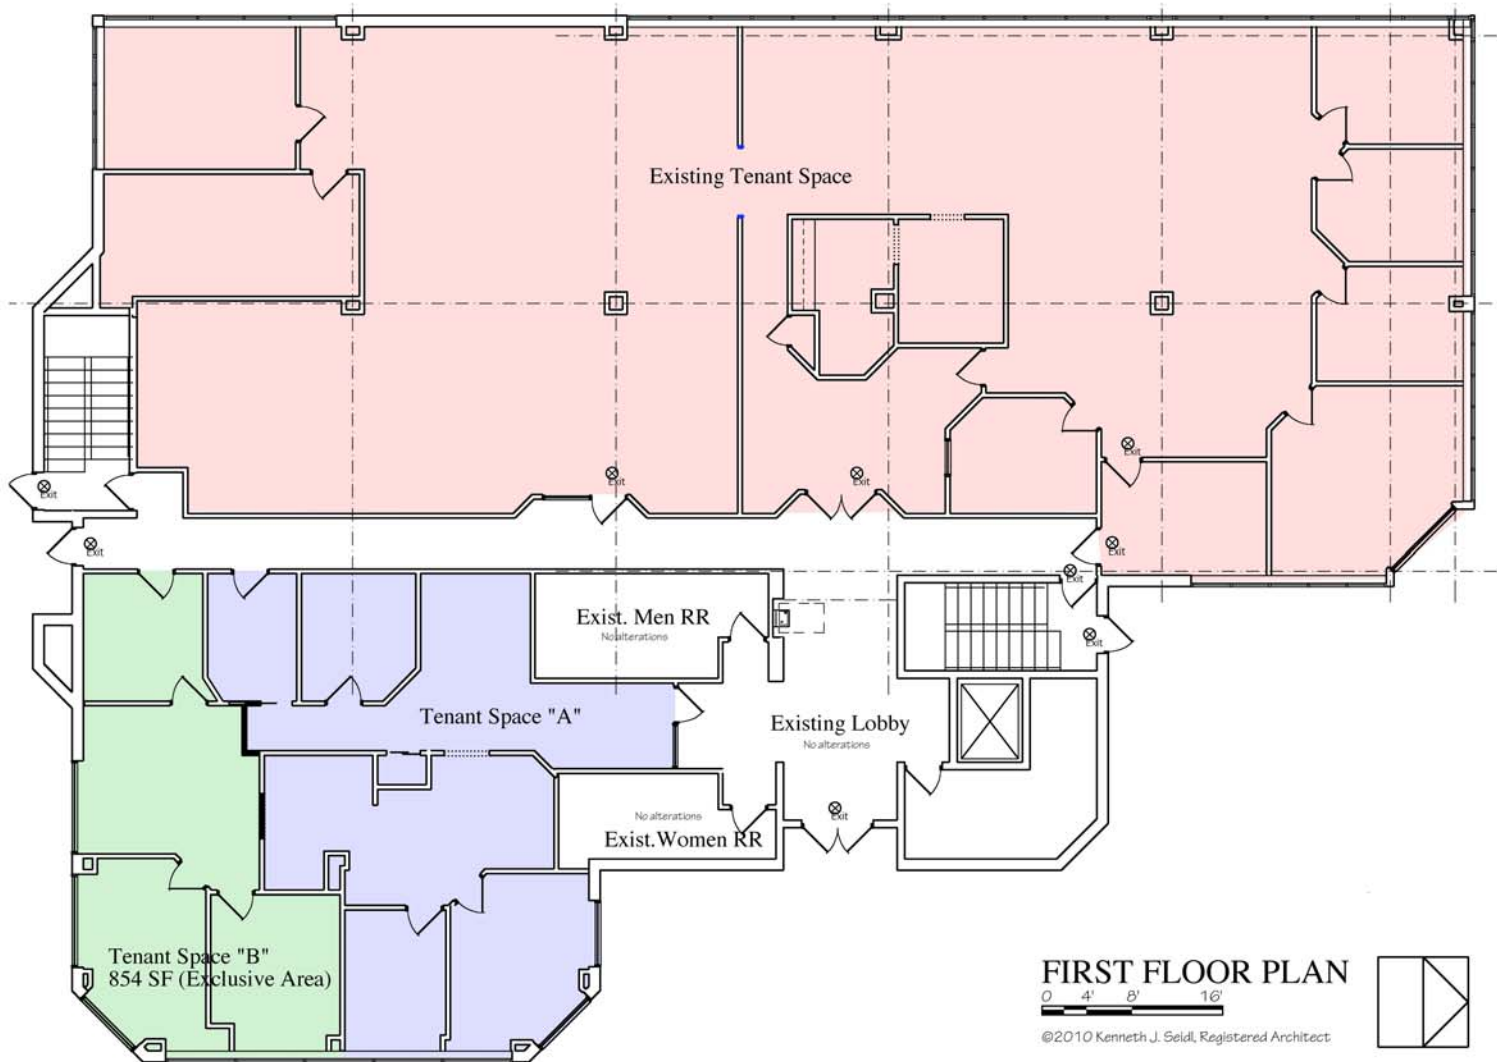 Existing Tenant Space
Exit
Exit
Exit
Exit
Exit
Exit
Exit
Exit
Exist. Men RR
No alterations
Tenant Space "A"
Existing Lobby
No alterations
No alterations
Exist.Women RR
Exit
Tenant Space "B"
854 SF (Exclusive Area)
FIRST FLOOR PLAN
0 4' 8' 16'
©2010 Kenneth J. Seidl, Registered Architect